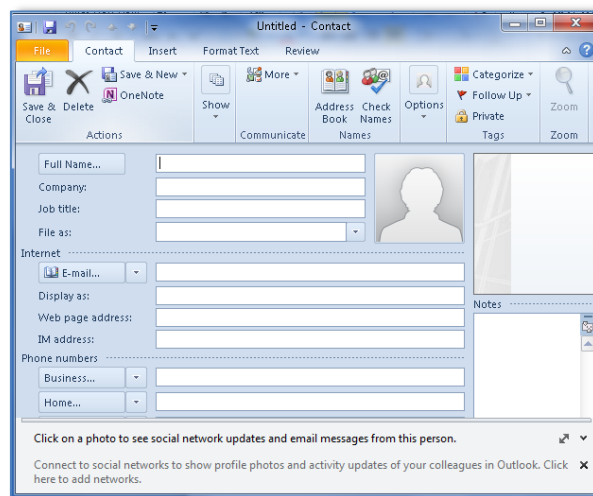 Untitled - Contact
File Contact Insert Format Text Review
Save & Close
Delete
Save & New
OneNote
Actions
Show
More
Communicate
Address Book
Check Names
Names
Options
Categorize
Follow Up
Private
Tags
Zoom
Zoom
Full Name...
Company:
Job title:
File as:
Internet
E-mail...
Display as:
Web page address:
IM address:
Phone numbers
Business...
Home...
Notes
Click on a photo to see social network updates and email messages from this person.
Connect to social networks to show profile photos and activity updates of your colleagues in Outlook. Click
here to add networks.